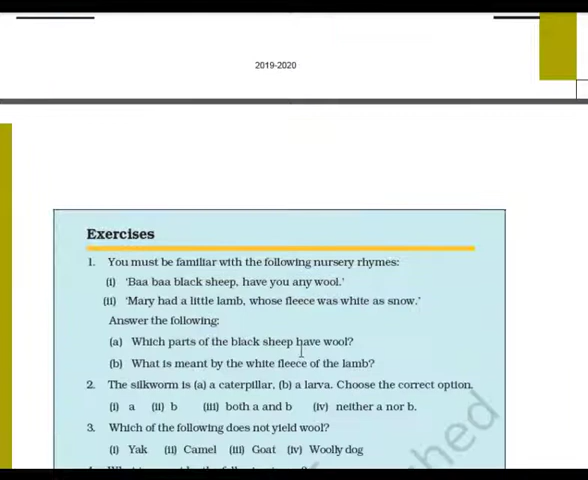 2019-2020
Exercises
1. You must be familiar with the following nursery rhymes:
(i) 'Baa baa black sheep, have you any wool.'
(ii) 'Mary had a little lamb, whose fleece was white as snow.'
Answer the following:
(a) Which parts of the black sheep have wool?
(b) What is meant by the white fleece of the lamb?
2. The silkworm is (a) a caterpillar, (b) a larva. Choose the correct option.
(i) a (ii) b (iii) both a and b (iv) neither a nor b.
3. Which of the following does not yield wool?
(i) Yak (ii) Camel (iii) Goat (iv) Woolly dog